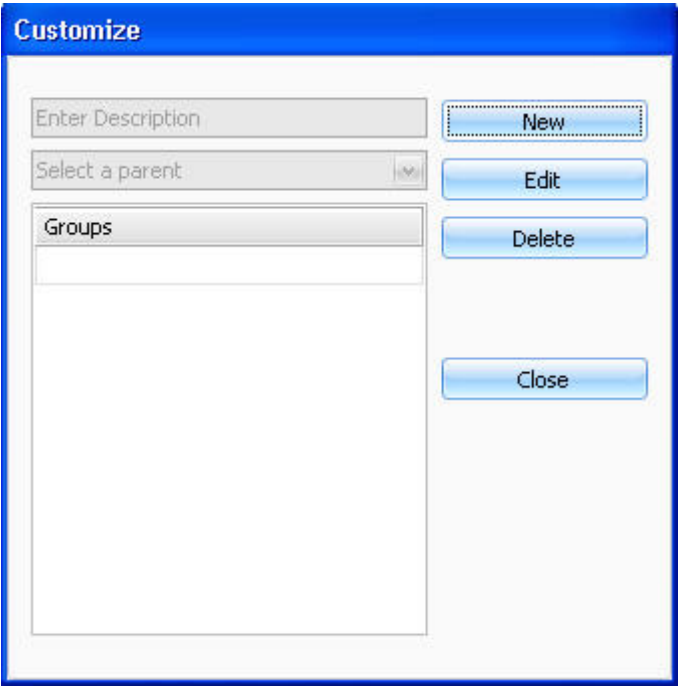 Customize
Enter Description
New
Select a parent
Edit
Groups
Delete
Close